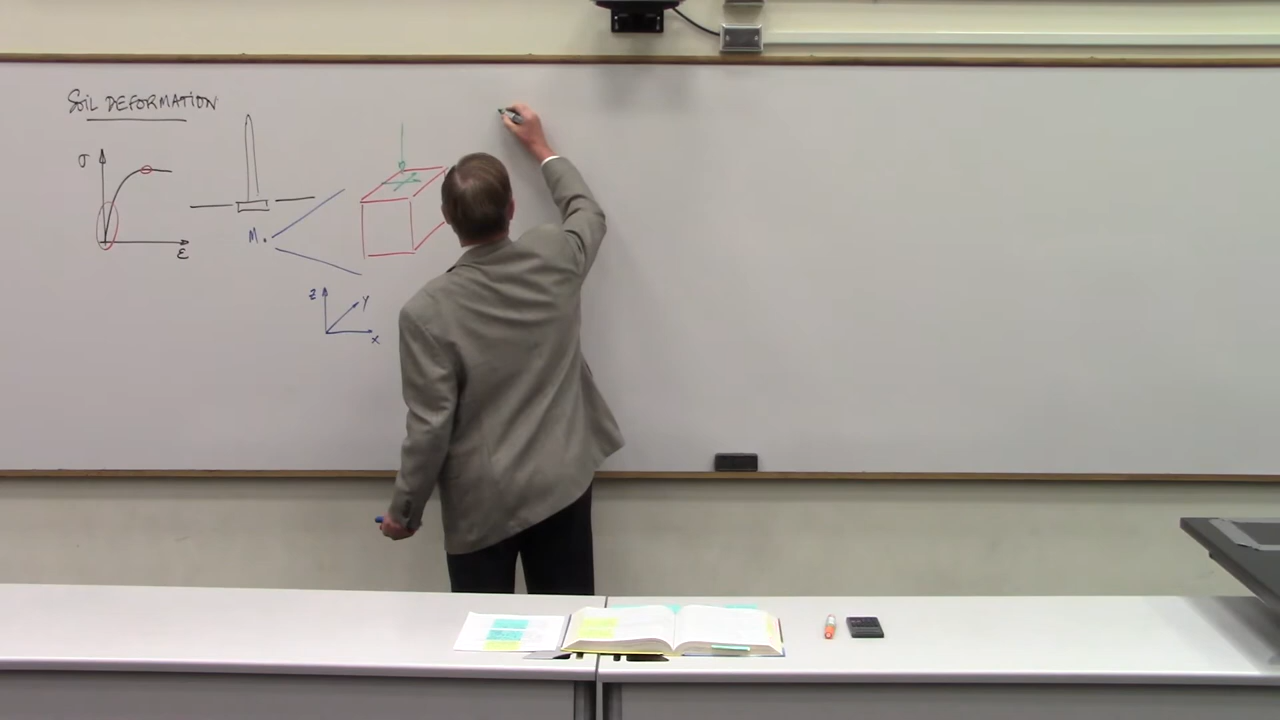 SOIL DEFORMATION
σ
ε
M.
z
y
x